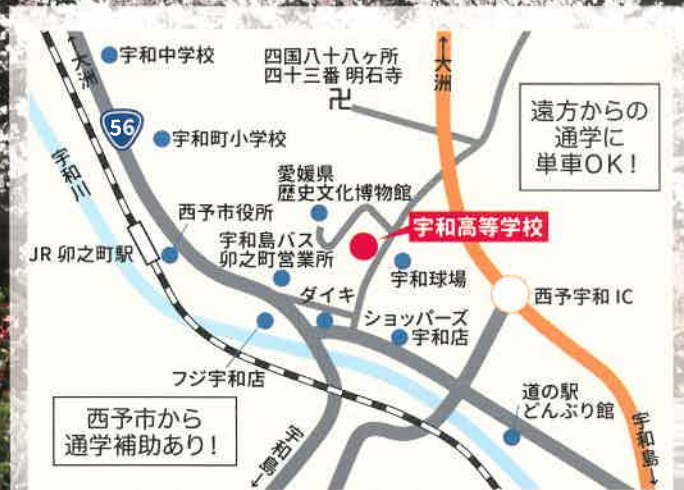 ↑大洲
宇和中学校
四国八十八ヶ所
四十三番 明石寺
卍
↑大洲
遠方からの
通学に
単車OK!
56
宇和町小学校
宇和川
愛媛県
歴史文化博物館
西予市役所
宇和高等学校
宇和島バス
卯之町営業所
JR 卯之町駅
宇和球場
ダイキ
西予宇和 IC
ショッパーズ
宇和店
フジ宇和店
道の駅
どんぶり館
西予市から
通学補助あり!
宇和島→
宇和島→